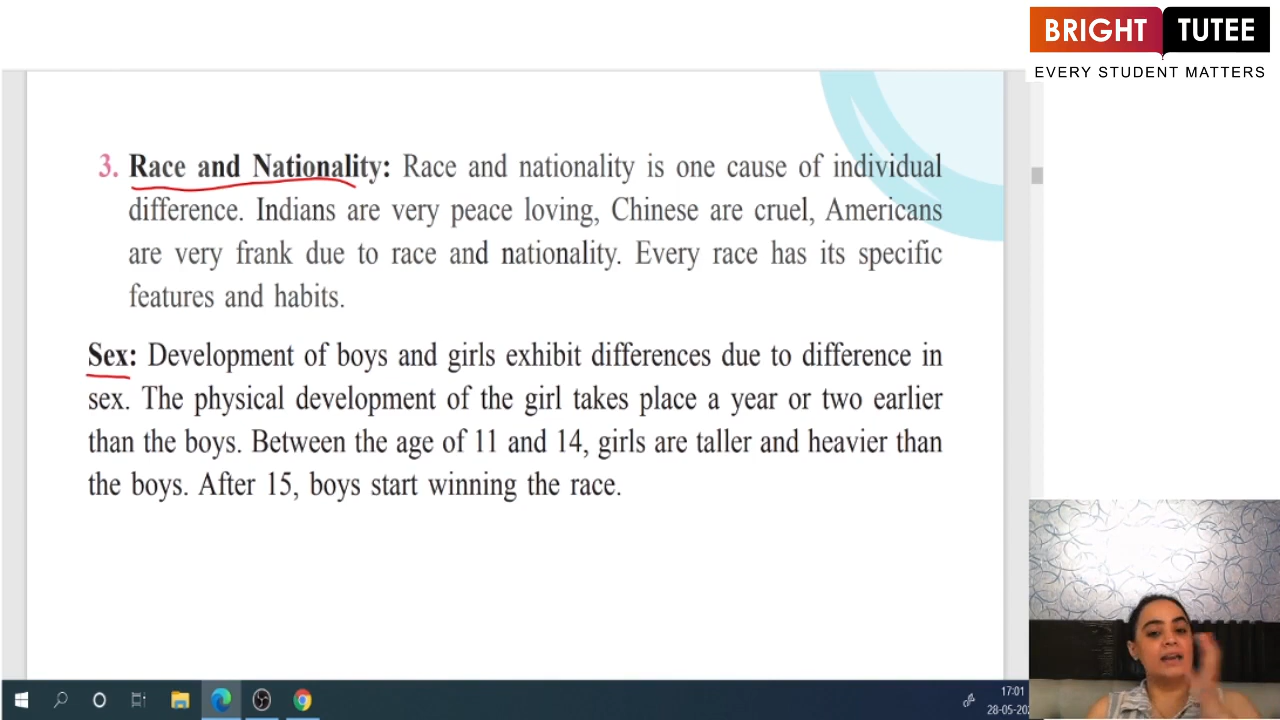 BRIGHT TUTEE
EVERY STUDENT MATTERS
3. Race and Nationality: Race and nationality is one cause of individual
difference. Indians are very peace loving, Chinese are cruel, Americans
are very frank due to race and nationality. Every race has its specific
features and habits.
Sex: Development of boys and girls exhibit differences due to difference in
sex. The physical development of the girl takes place a year or two earlier
than the boys. Between the age of 11 and 14, girls are taller and heavier than
the boys. After 15, boys start winning the race.
17:01
28-05-20